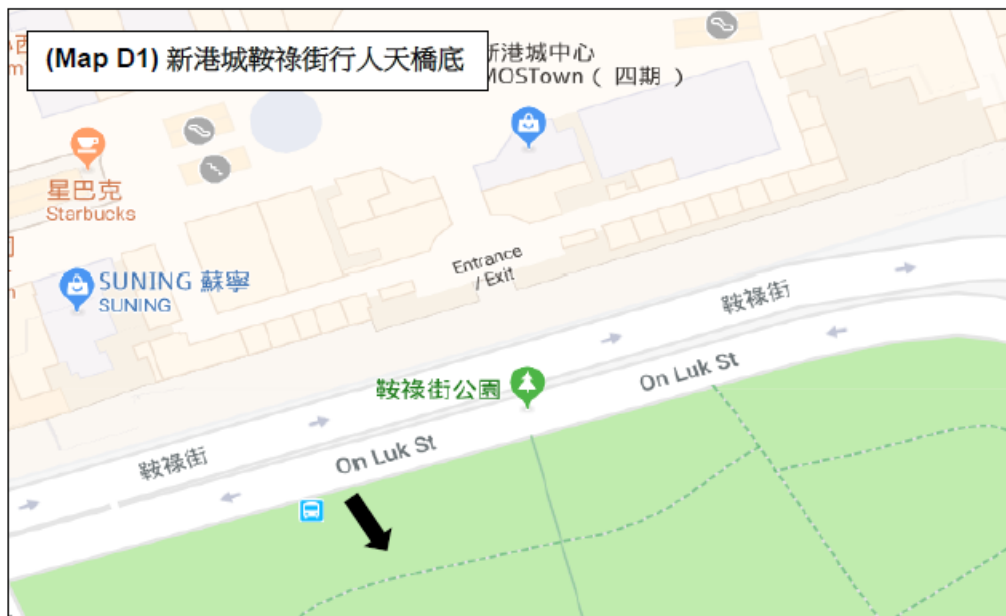 (Map D1) 新港城鞍祿街行人天橋底
新港城中心
MOSTown ( 四期 )
星巴克
Starbucks
SUNING 蘇寧
SUNING
Entrance
/ Exit
鞍祿街
鞍祿街公園
On Luk St
On Luk St
鞍祿街